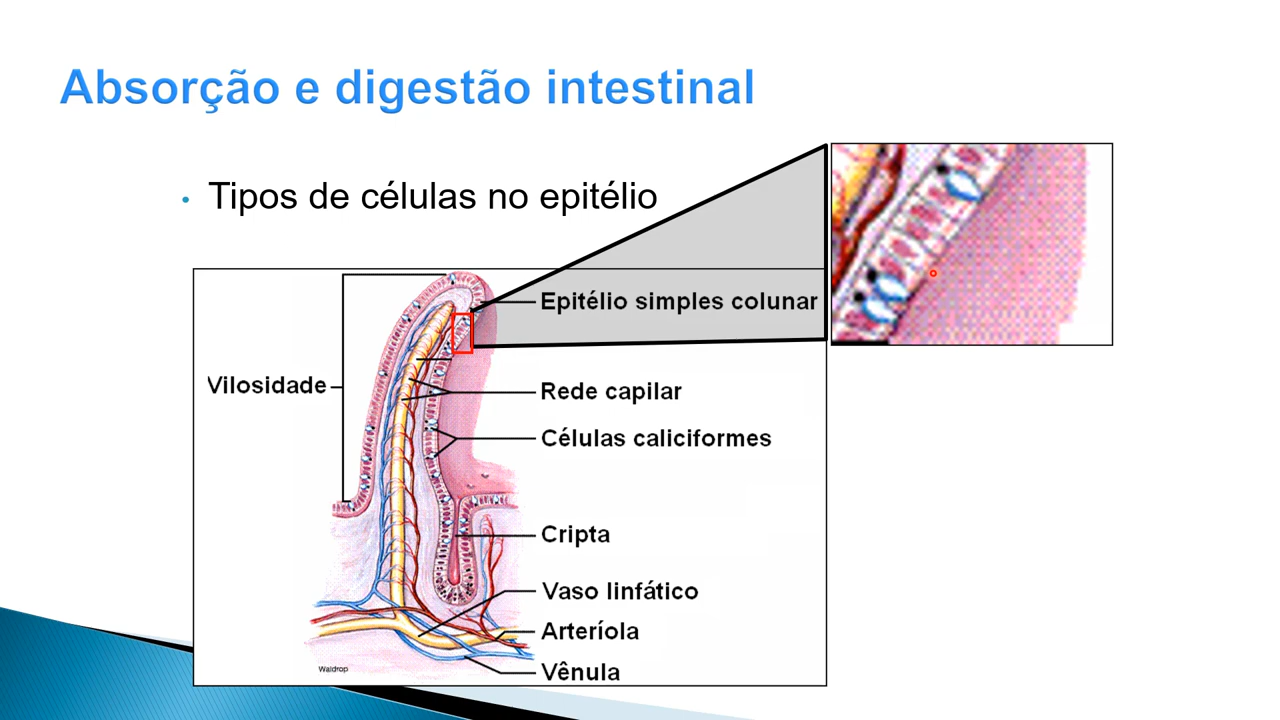 Absorção e digestão intestinal
• Tipos de células no epitélio
Epitélio simples colunar
Vilosidade
Rede capilar
Células caliciformes
Cripta
Vaso linfático
Arteríola
Vênula
Waldrop